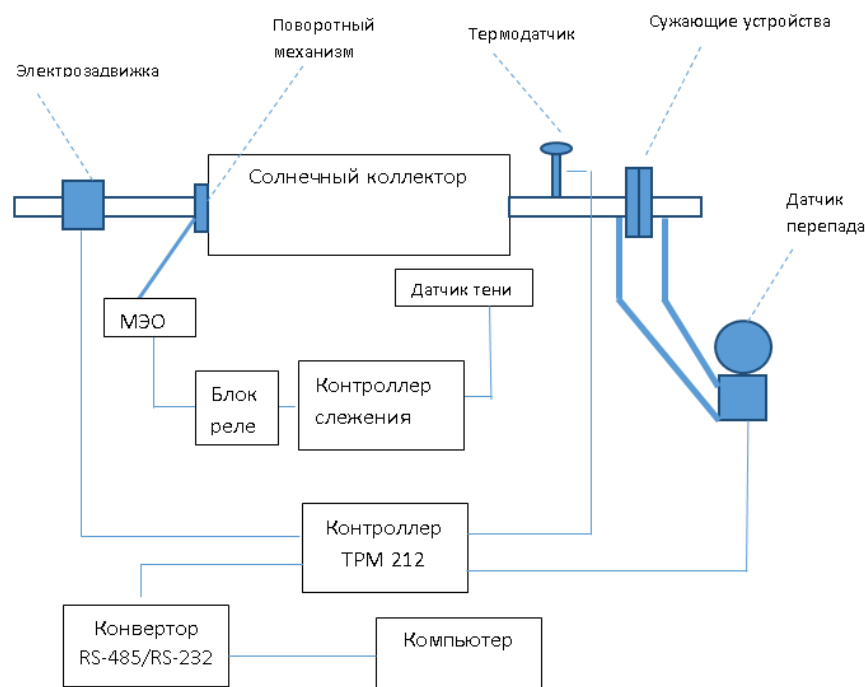 Поворотный
механизм
Термодатчик
Сужающие устройства
Электрозадвижка
Солнечный коллектор
Датчик
перепада
Датчик тени
МЭО
Блок
реле
Контроллер
слежения
Контроллер
ТРМ 212
Конвертор
RS-485/RS-232
Компьютер